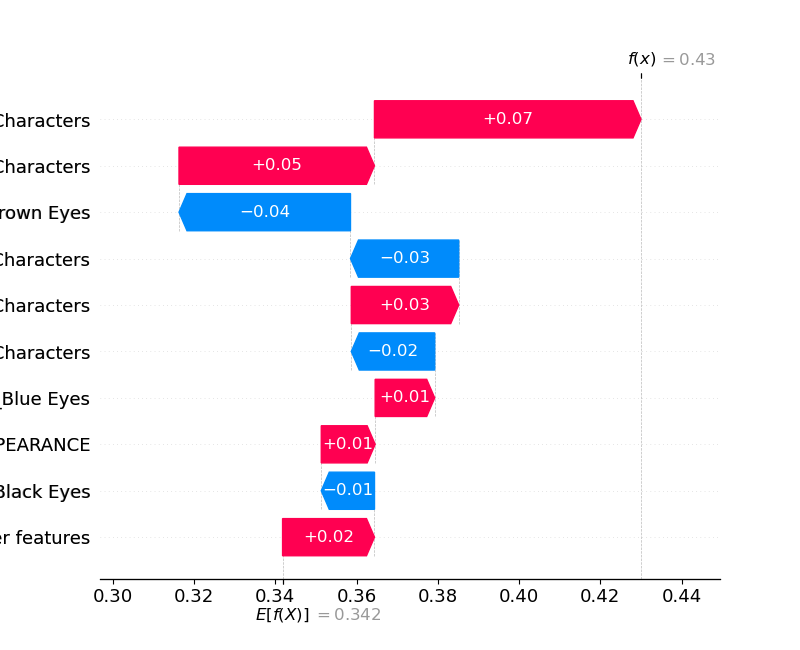 f(x) = 0.43
Characters +0.07
Characters +0.05
rown Eyes −0.04
Characters −0.03
Characters +0.03
Characters −0.02
_Blue Eyes +0.01
PEARANCE +0.01
Black Eyes −0.01
er features +0.02
0.30 0.32 0.34 0.36 0.38 0.40 0.42 0.44
E[f(X)] = 0.342